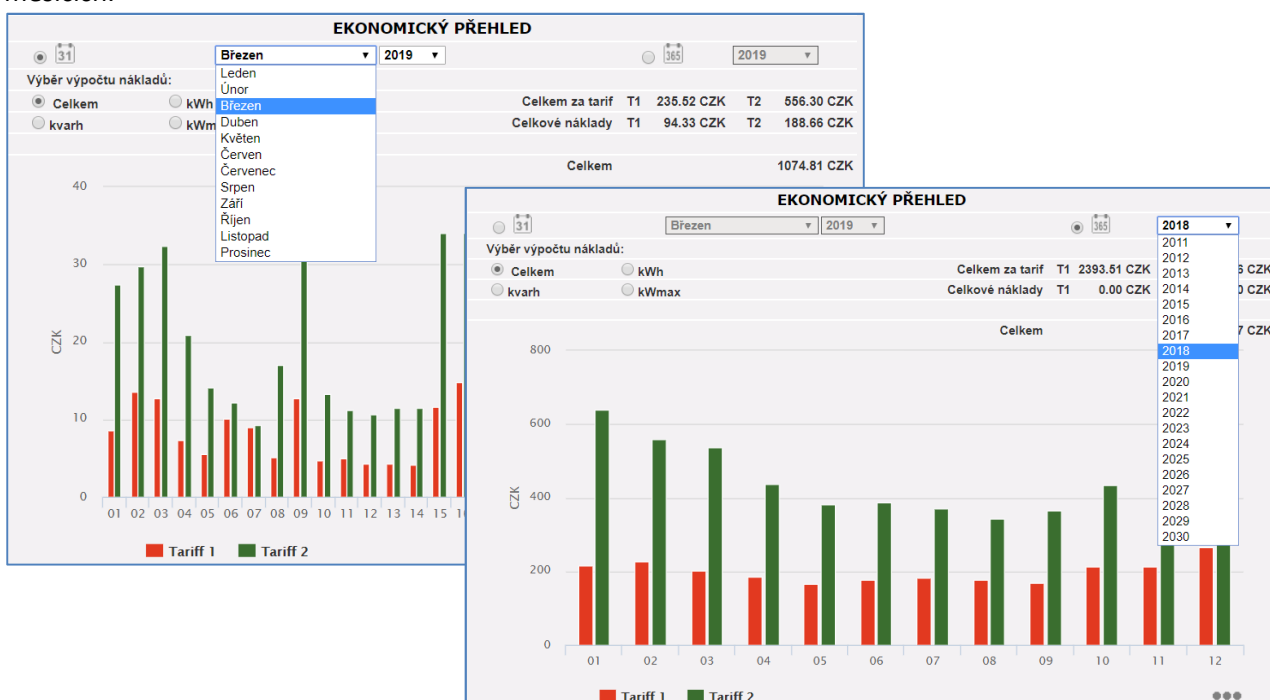 EKONOMICKÝ PŘEHLED
31 Březen 2019 365 2019
Výběr výpočtu nákladů:
Celkem kWh Celkem za tarif T1 235.52 CZK T2 556.30 CZK
kvarh Celkové náklady T1 94.33 CZK T2 188.66 CZK
Celkem 1074.81 CZK
Leden
Únor
Březen
Duben
Květen
Červen
Červenec
Srpen
Září
Říjen
Listopad
Prosinec
40
30
20
10
0
CZK
01 02 03 04 05 06 07 08 09 10 11 12 13 14 15
Tariff 1 Tariff 2
EKONOMICKÝ PŘEHLED
31 Březen 2019 365 2018
Výběr výpočtu nákladů:
Celkem kWh Celkem za tarif T1 2393.51 CZK CZK
kvarh kWmax Celkové náklady T1 0.00 CZK CZK
Celkem CZK
2011
2012
2013
2014
2015
2016
2017
2018
2019
2020
2021
2022
2023
2024
2025
2026
2027
2028
2029
2030
800
600
400
200
0
CZK
01 02 03 04 05 06 07 08 09 10 11 12
Tariff 1 Tariff 2